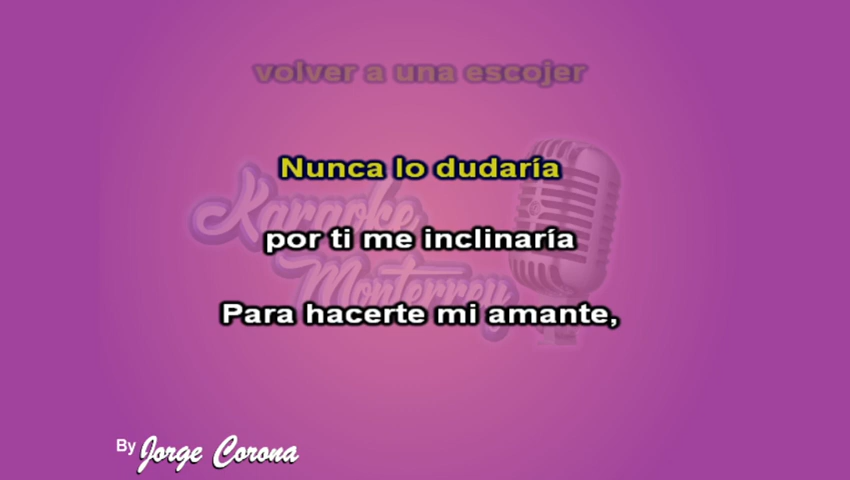 volver a una escojer
Nunca lo dudaría
por ti me inclinaría
Para hacerte mi amante,
Karaoke
Monterrey
By Jorge Corona